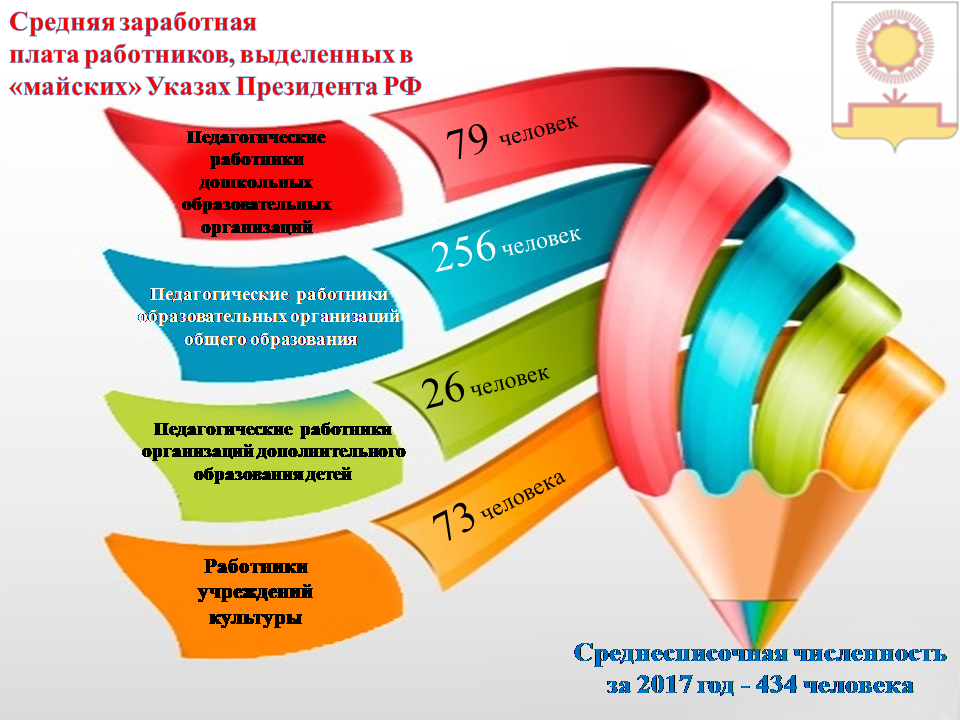 Средняя заработная
плата работников, выделенных в
«майских» Указах Президента РФ
Педагогические
работники
дошкольных
образовательных
организаций
79 человек
Педагогические работники
образовательных организаций
общего образования
256 человек
Педагогические работники
организаций дополнительного
образования детей
26 человек
Работники
учреждений
культуры
73 человека
Среднесписочная численность
за 2017 год - 434 человека